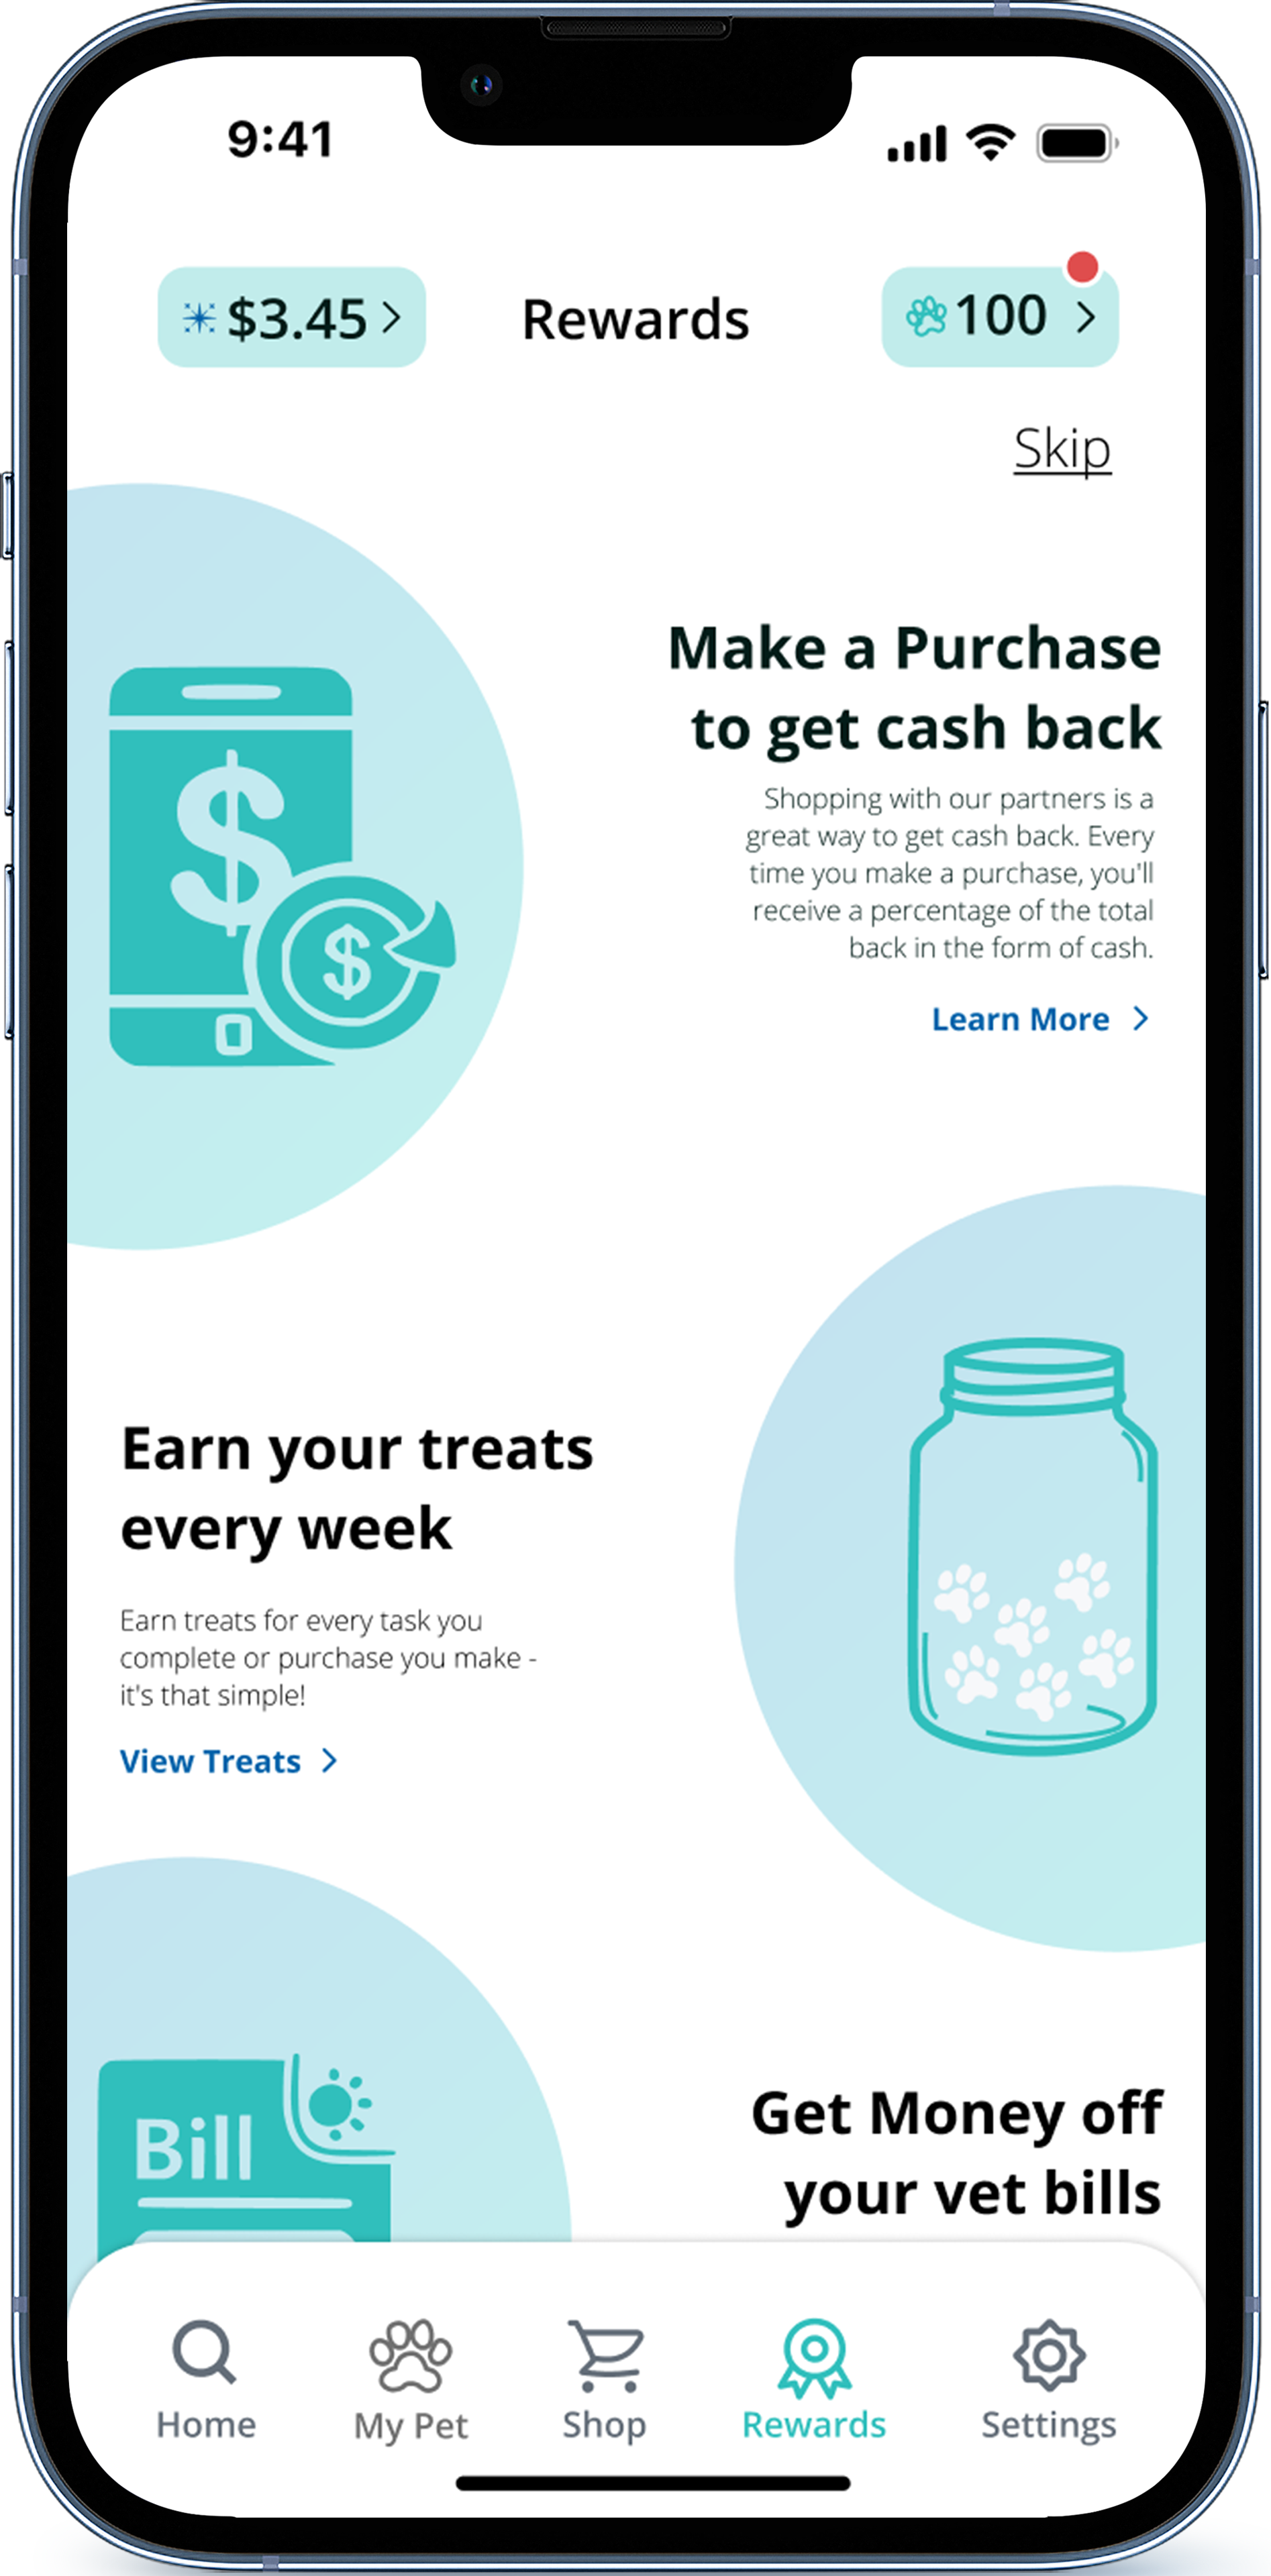 9:41
$3.45
Rewards
100
Skip
$
$
Make a Purchase
to get cash back
Shopping with our partners is a
great way to get cash back. Every
time you make a purchase, you'll
receive a percentage of the total
back in the form of cash.
Learn More
Earn your treats
every week
Earn treats for every task you
complete or purchase you make -
it's that simple!
View Treats
Bill
Get Money off
your vet bills
Home
My Pet
Shop
Rewards
Settings